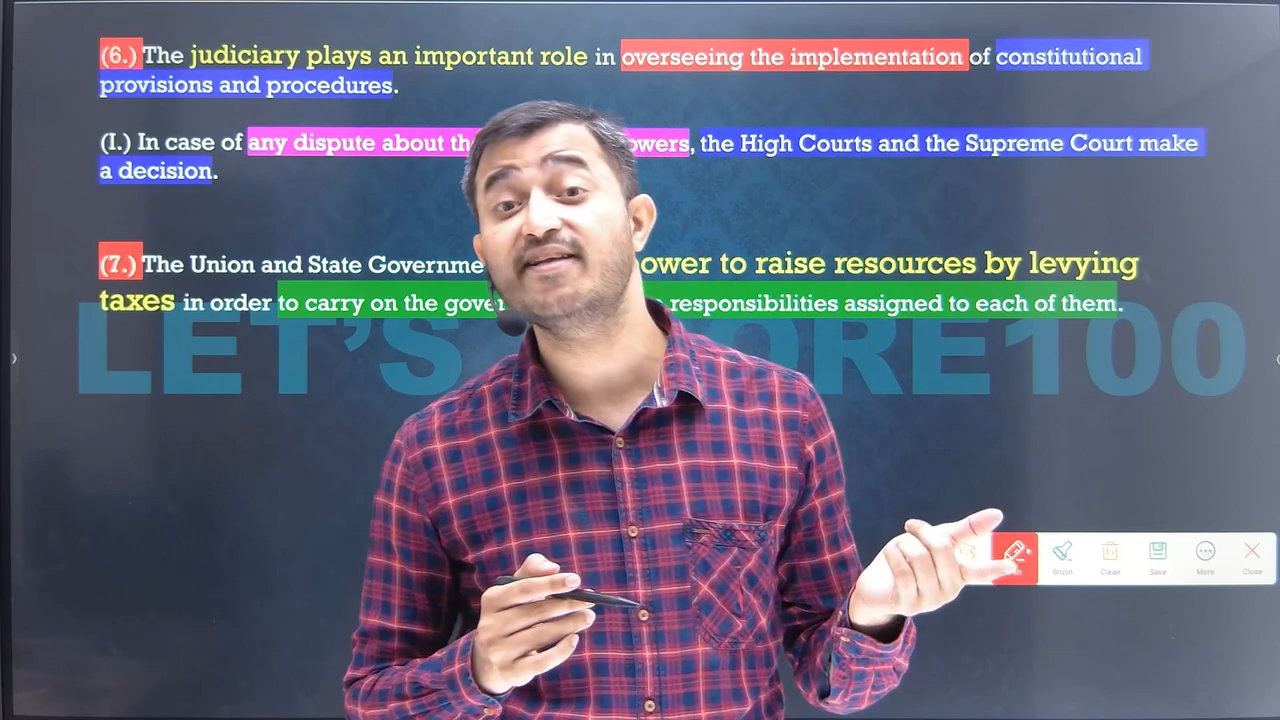 (6.) The judiciary plays an important role in overseeing the implementation of constitutional
provisions and procedures.
(I.) In case of any dispute about the owers, the High Courts and the Supreme Court make
a decision.
(7.) The Union and State Governme ower to raise resources by levying
taxes in order to carry on the gover responsibilities assigned to each of them.
LET'S ORE100
Brush Clean Save More Close